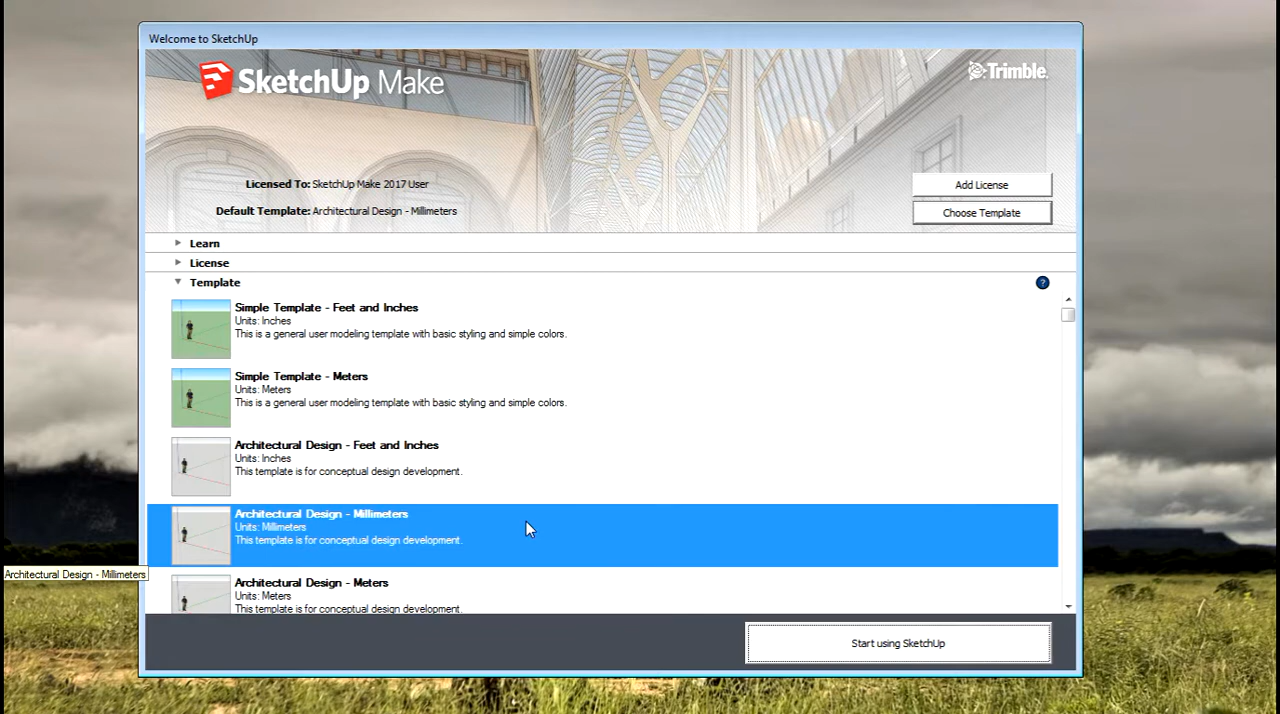 Welcome to SketchUp
SketchUp Make
Trimble.
Licensed To: SketchUp Make 2017 User
Add License
Default Template: Architectural Design - Millimeters
Choose Template
Learn
License
Template
?
Simple Template - Feet and Inches
Units: Inches
This is a general user modeling template with basic styling and simple colors.
Simple Template - Meters
Units: Meters
This is a general user modeling template with basic styling and simple colors.
Architectural Design - Feet and Inches
Units: Inches
This template is for conceptual design development.
Architectural Design - Millimeters
Units: Millimeters
This template is for conceptual design development.
Architectural Design - Millimeters
Architectural Design - Meters
Units: Meters
This template is for conceptual design development.
Start using SketchUp